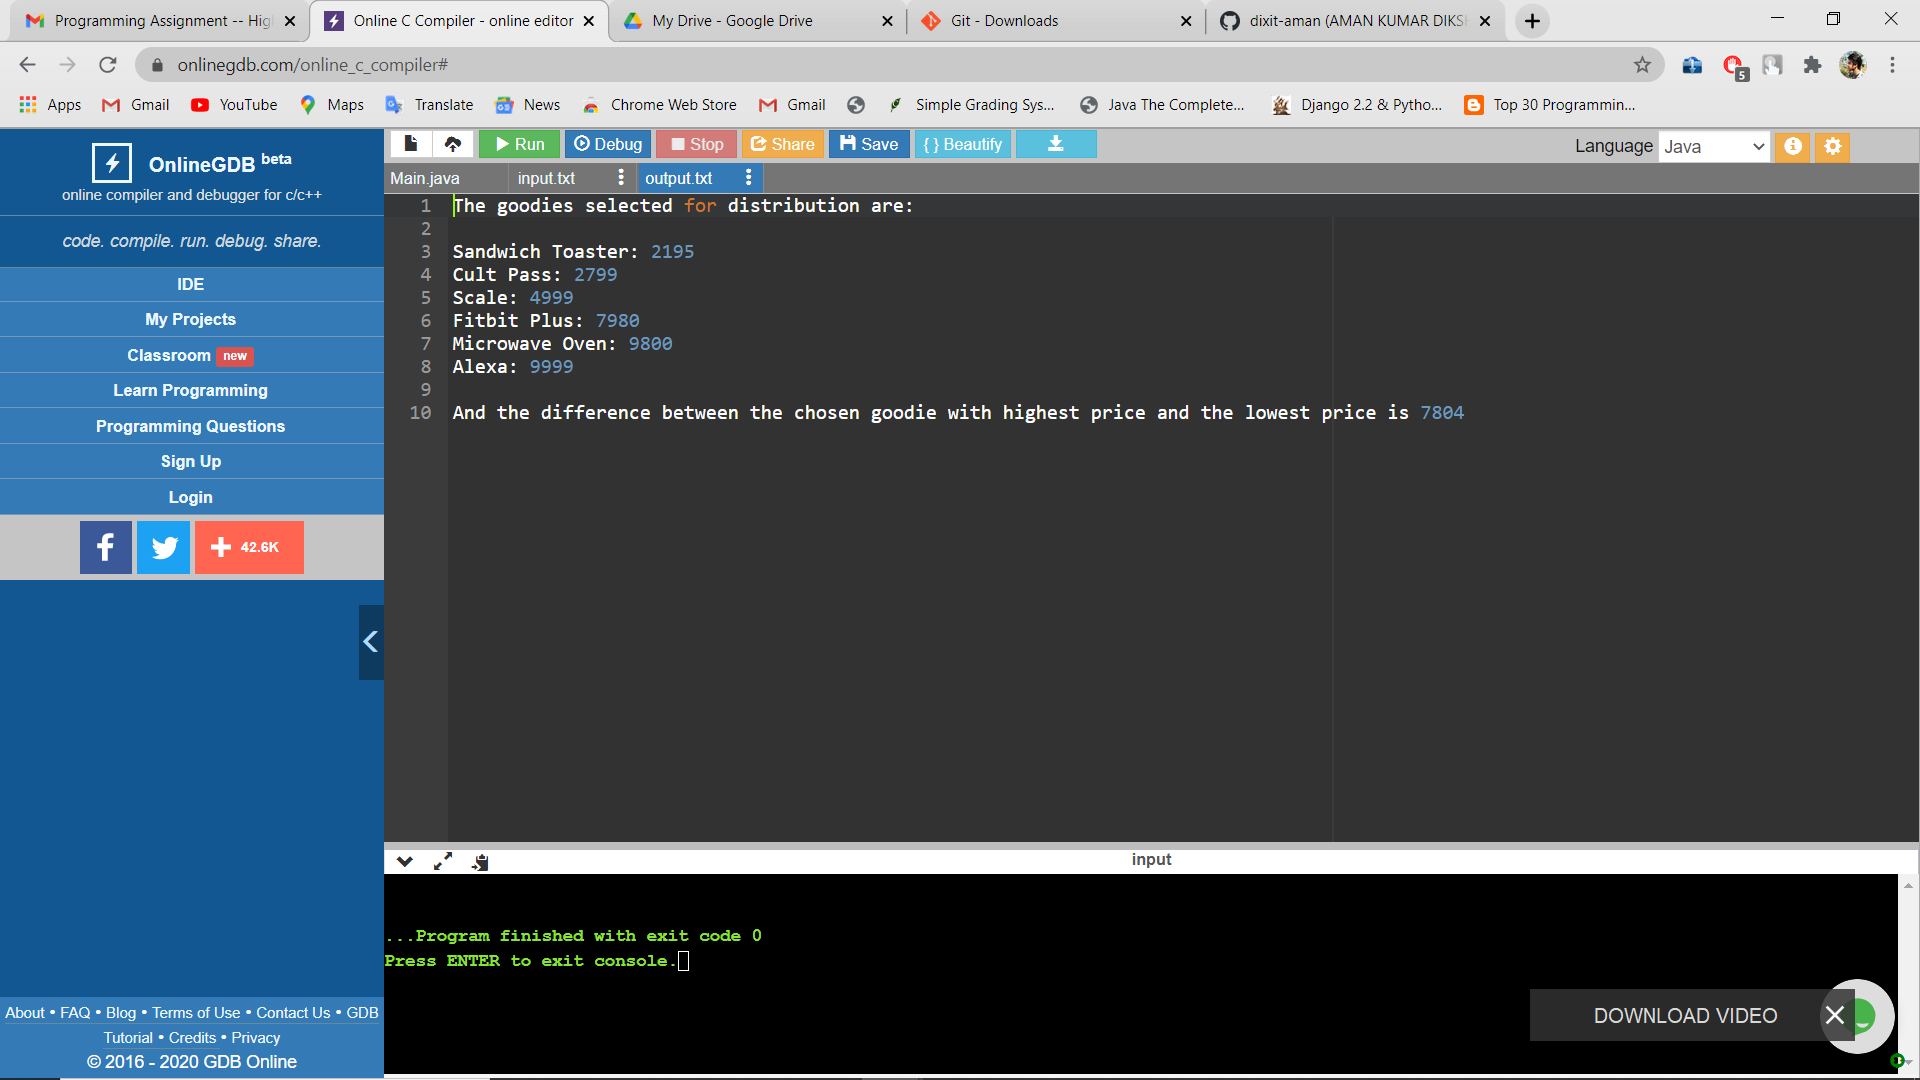 Programming Assignment -- Hig
Online C Compiler - online editor
My Drive - Google Drive
Git - Downloads
dixit-aman (AMAN KUMAR DIKS
onlinegdb.com/online_c_compiler#
5
Apps
Gmail
YouTube
Maps
Translate
News
Chrome Web Store
Gmail
Simple Grading Sys...
Java The Complete...
Django 2.2 & Pytho...
Top 30 Programmin...
OnlineGDB beta
online compiler and debugger for c/c++
code. compile. run. debug. share.
IDE
My Projects
Classroom new
Learn Programming
Programming Questions
Sign Up
Login
42.6K
About • FAQ • Blog • Terms of Use • Contact Us • GDB
Tutorial • Credits • Privacy
© 2016 - 2020 GDB Online
Run Debug Stop Share Save { } Beautify
Language Java
Main.java input.txt output.txt
1 The goodies selected for distribution are:
2
3 Sandwich Toaster: 2195
4 Cult Pass: 2799
5 Scale: 4999
6 Fitbit Plus: 7980
7 Microwave Oven: 9800
8 Alexa: 9999
9
10 And the difference between the chosen goodie with highest price and the lowest price is 7804
input
...Program finished with exit code 0
Press ENTER to exit console.
DOWNLOAD VIDEO